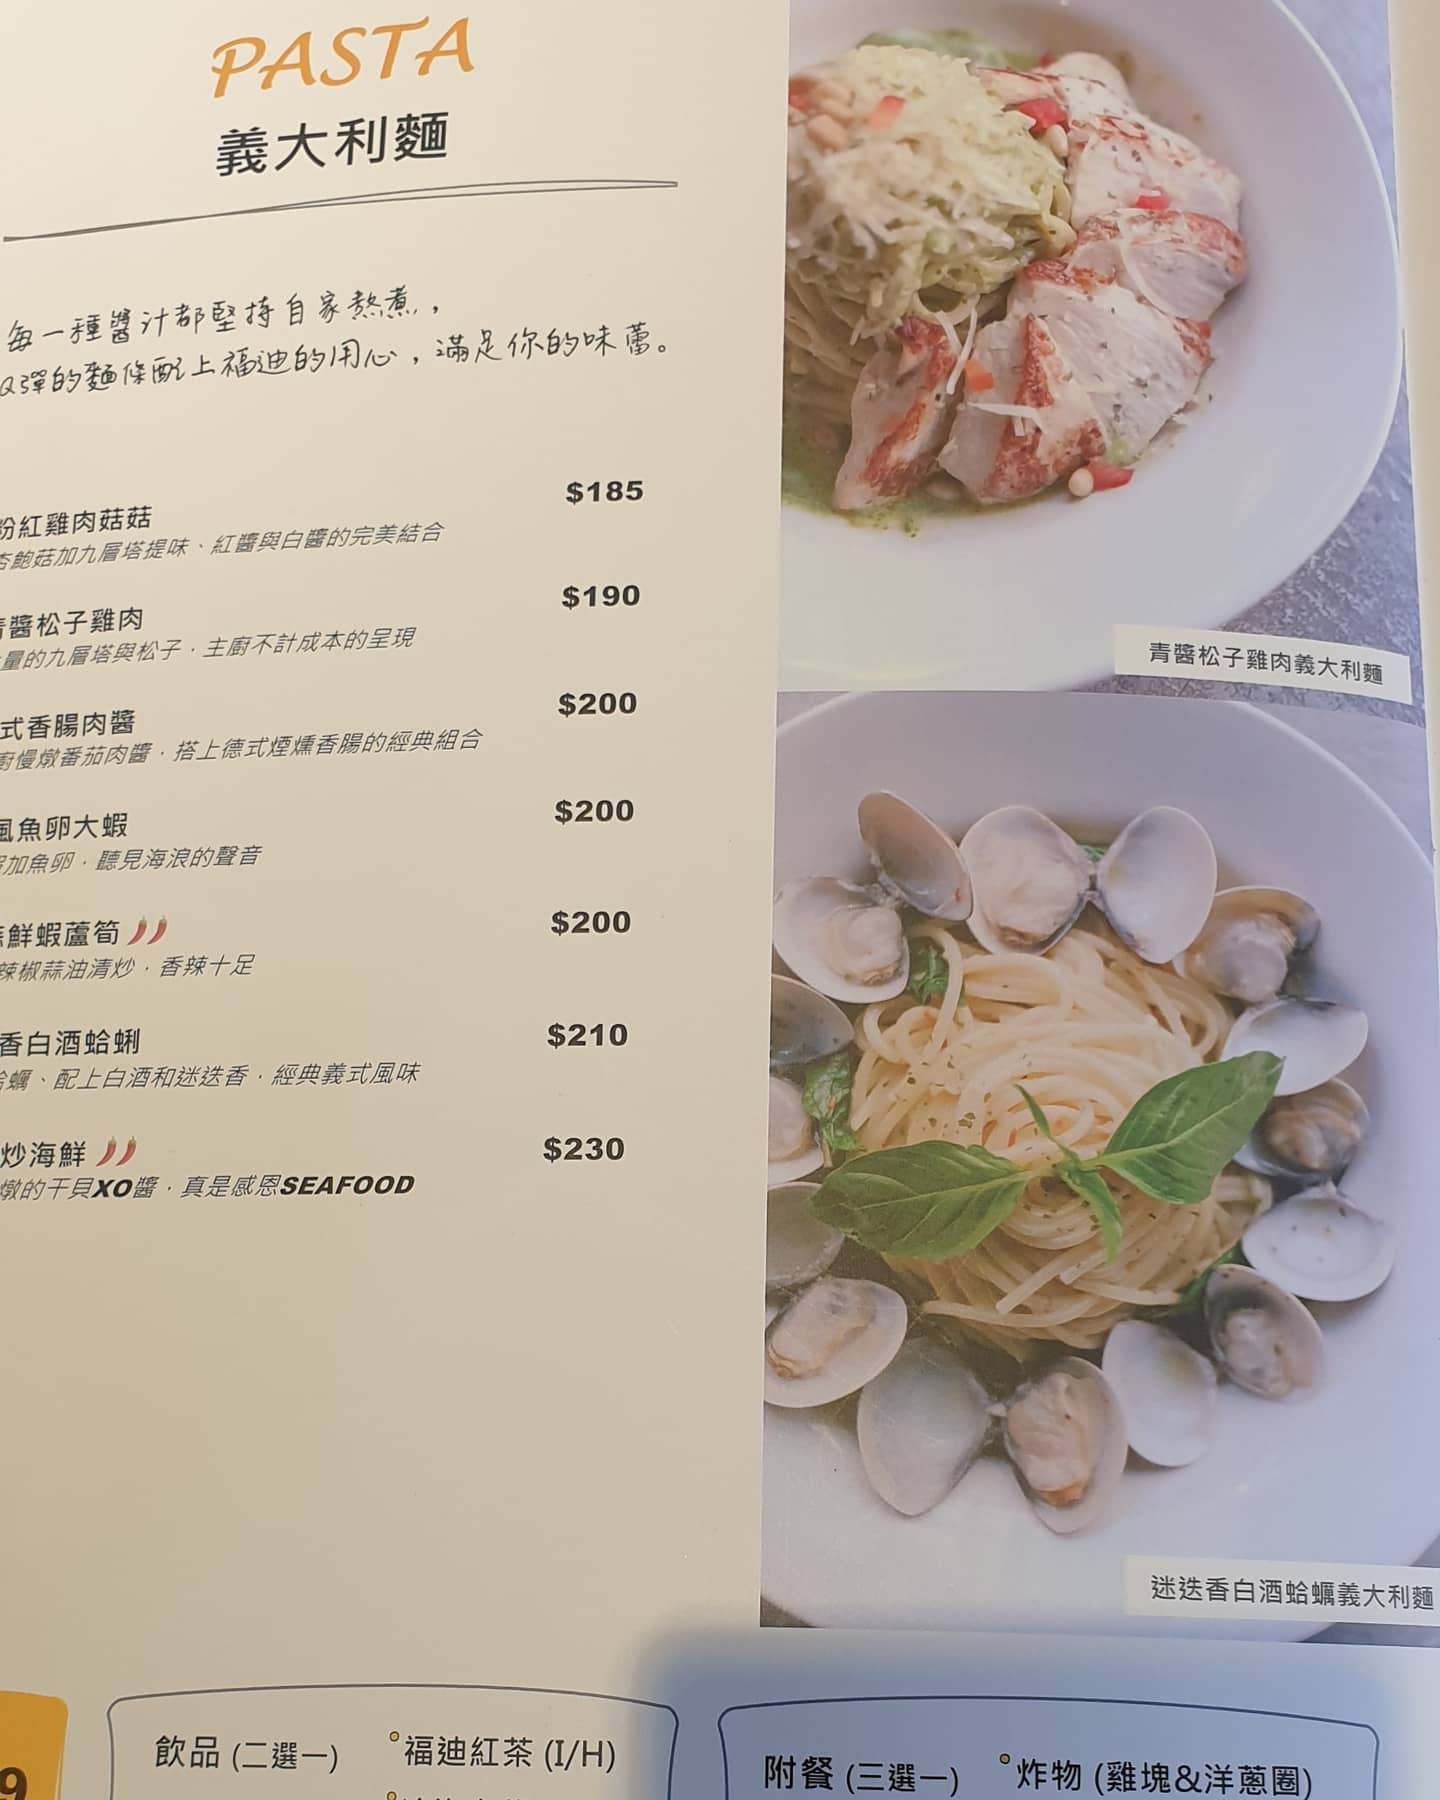 PASTA
義大利麵
每一種醬汁都堅持自家熬煮，
Q彈的麵條配上福迪的用心，滿足你的味蕾。
粉紅雞肉菇菇 $185
杏鮑菇加九層塔提味、紅醬與白醬的完美結合
青醬松子雞肉 $190
量的九層塔與松子，主廚不計成本的呈現
式香腸肉醬 $200
廚慢燉番茄肉醬，搭上德式煙燻香腸的經典組合
風魚卵大蝦 $200
加魚卵，聽見海浪的聲音
鮮蝦蘆筍 $200
辣椒蒜油清炒，香辣十足
香白酒蛤蜊 $210
蛤蠣、配上白酒和迷迭香，經典義式風味
炒海鮮 $230
燉的干貝XO醬，真是感恩SEAFOOD
青醬松子雞肉義大利麵
迷迭香白酒蛤蠣義大利麵
9
飲品 (二選一) 福迪紅茶 (I/H)
附餐 (三選一) 炸物 (雞塊&洋蔥圈)